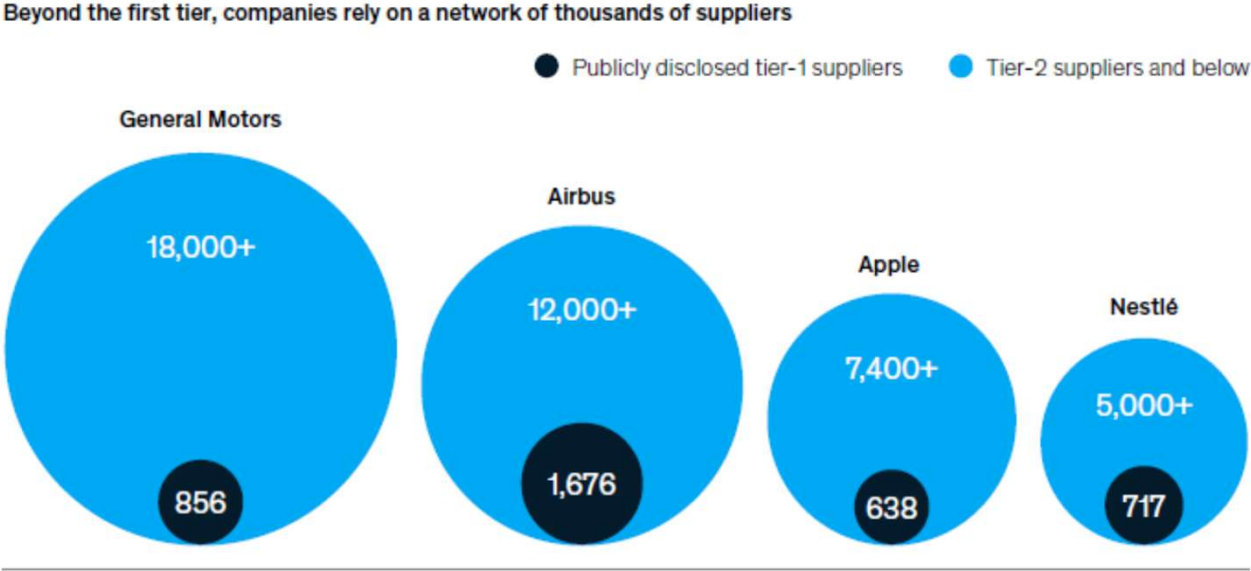 Beyond the first tier, companies rely on a network of thousands of suppliers
Publicly disclosed tier-1 suppliers
Tier-2 suppliers and below
General Motors
18,000+
856
Airbus
12,000+
1,676
Apple
7,400+
638
Nestlé
5,000+
717